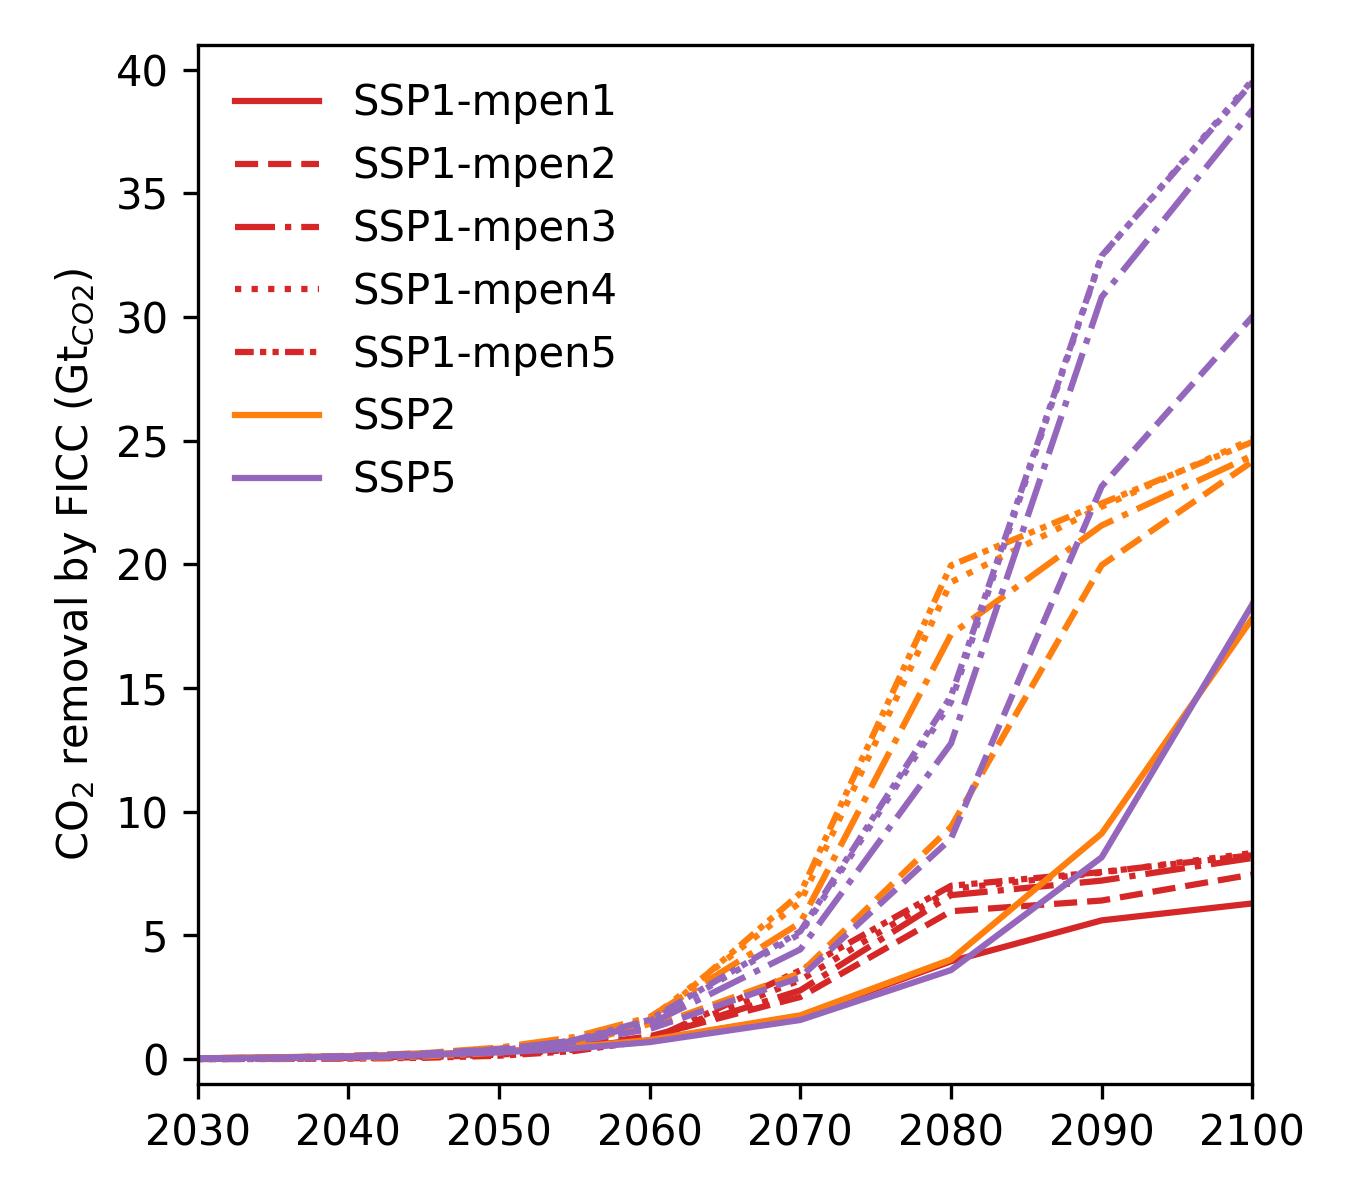 CO₂ removal by FICC (Gt_CO2)
40
35
30
25
20
15
10
5
0
SSP1-mpen1
SSP1-mpen2
SSP1-mpen3
SSP1-mpen4
SSP1-mpen5
SSP2
SSP5
2030 2040 2050 2060 2070 2080 2090 2100